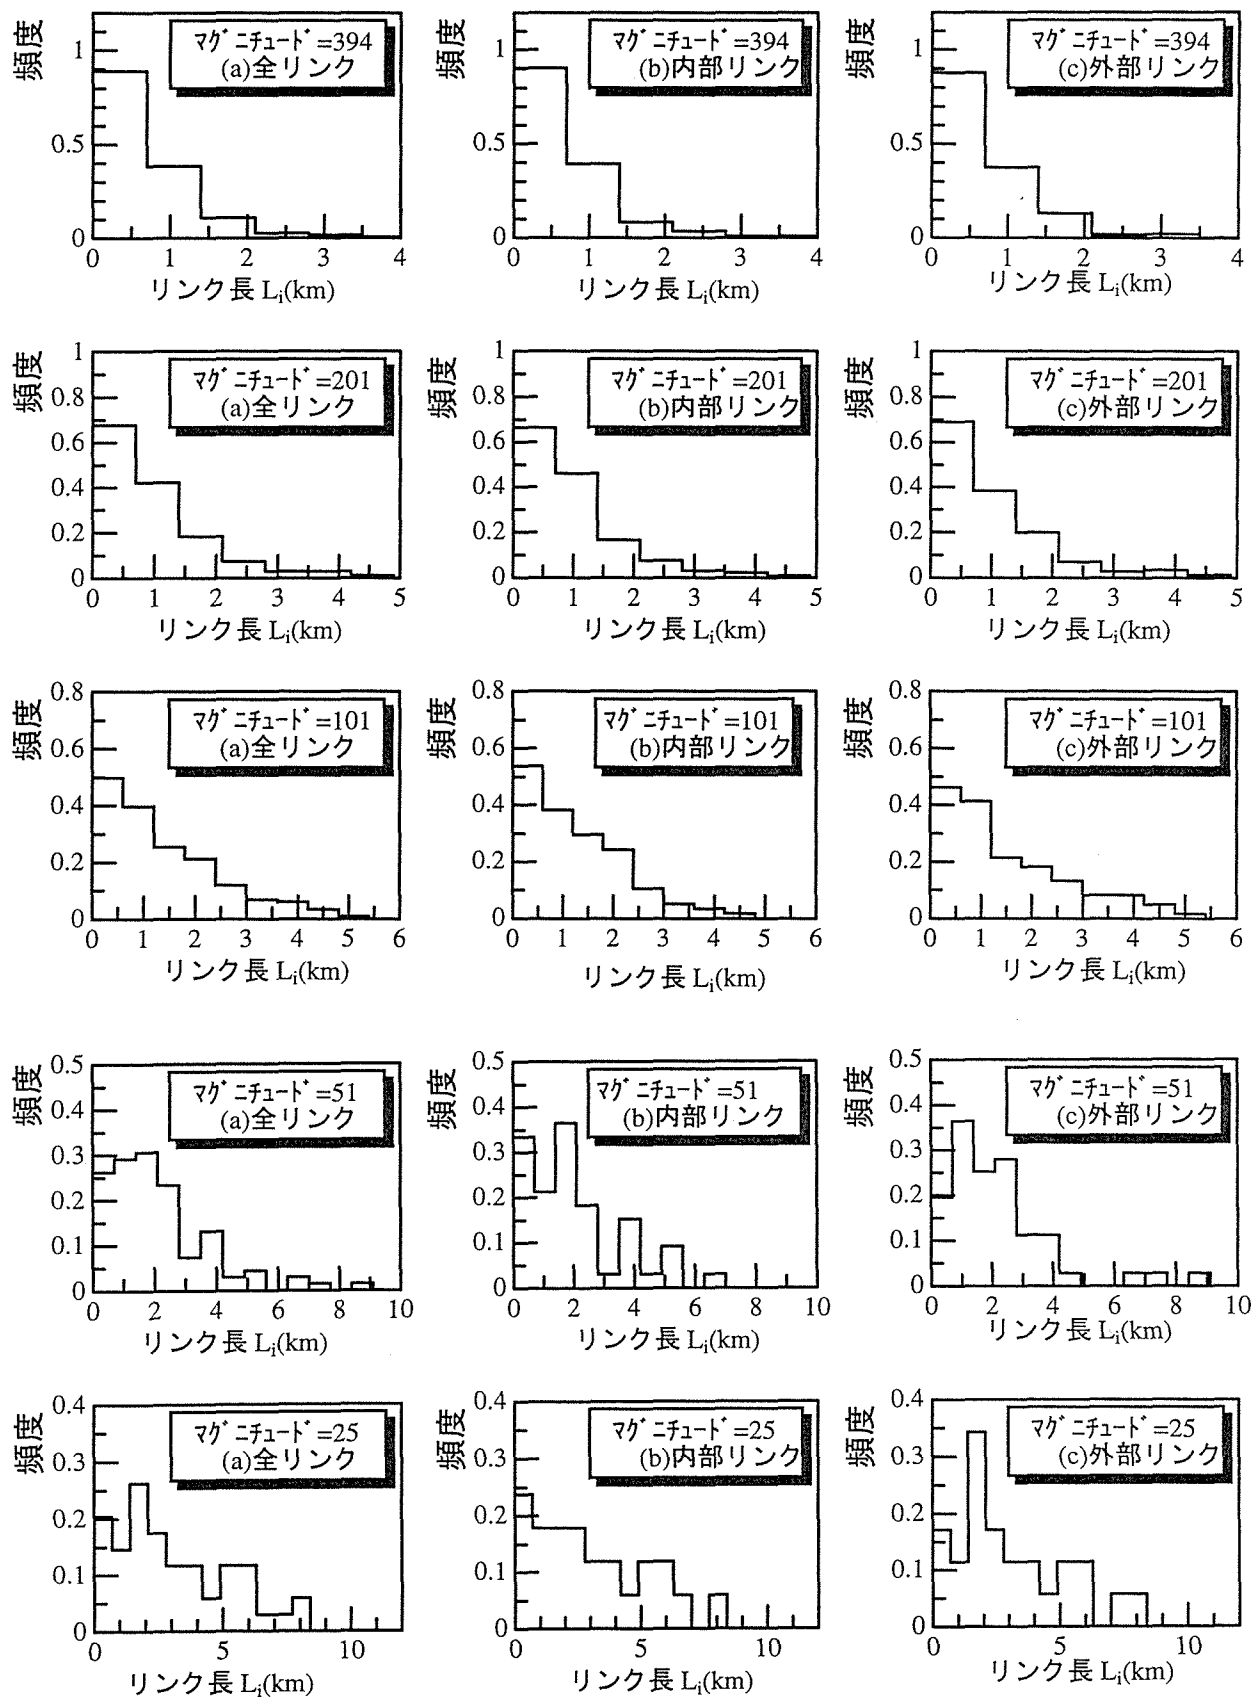 頻度
マグニチュード=394
(a)全リンク
1
0.5
0
0 1 2 3 4
リンク長 Li(km)
頻度
マグニチュード=394
(b)内部リンク
1
0.5
0
0 1 2 3 4
リンク長 Li(km)
頻度
マグニチュード=394
(c)外部リンク
1
0.5
0
0 1 2 3 4
リンク長 Li(km)
頻度
マグニチュード=201
(a)全リンク
1
0.8
0.6
0.4
0.2
0
0 1 2 3 4 5
リンク長 Li(km)
頻度
マグニチュード=201
(b)内部リンク
1
0.8
0.6
0.4
0.2
0
0 1 2 3 4 5
リンク長 Li(km)
頻度
マグニチュード=201
(c)外部リンク
1
0.8
0.6
0.4
0.2
0
0 1 2 3 4 5
リンク長 Li(km)
頻度
マグニチュード=101
(a)全リンク
0.8
0.6
0.4
0.2
0
0 1 2 3 4 5 6
リンク長 Li(km)
頻度
マグニチュード=101
(b)内部リンク
0.8
0.6
0.4
0.2
0
0 1 2 3 4 5 6
リンク長 Li(km)
頻度
マグニチュード=101
(c)外部リンク
0.8
0.6
0.4
0.2
0
0 1 2 3 4 5 6
リンク長 Li(km)
頻度
マグニチュード=51
(a)全リンク
0.5
0.4
0.3
0.2
0.1
0
0 2 4 6 8 10
リンク長 Li(km)
頻度
マグニチュード=51
(b)内部リンク
0.5
0.4
0.3
0.2
0.1
0
0 2 4 6 8 10
リンク長 Li(km)
頻度
マグニチュード=51
(c)外部リンク
0.5
0.4
0.3
0.2
0.1
0
0 2 4 6 8 10
リンク長 Li(km)
頻度
マグニチュード=25
(a)全リンク
0.4
0.3
0.2
0.1
0
0 5 10
リンク長 Li(km)
頻度
マグニチュード=25
(b)内部リンク
0.4
0.3
0.2
0.1
0
0 5 10
リンク長 Li(km)
頻度
マグニチュード=25
(c)外部リンク
0.4
0.3
0.2
0.1
0
0 5 10
リンク長 Li(km)